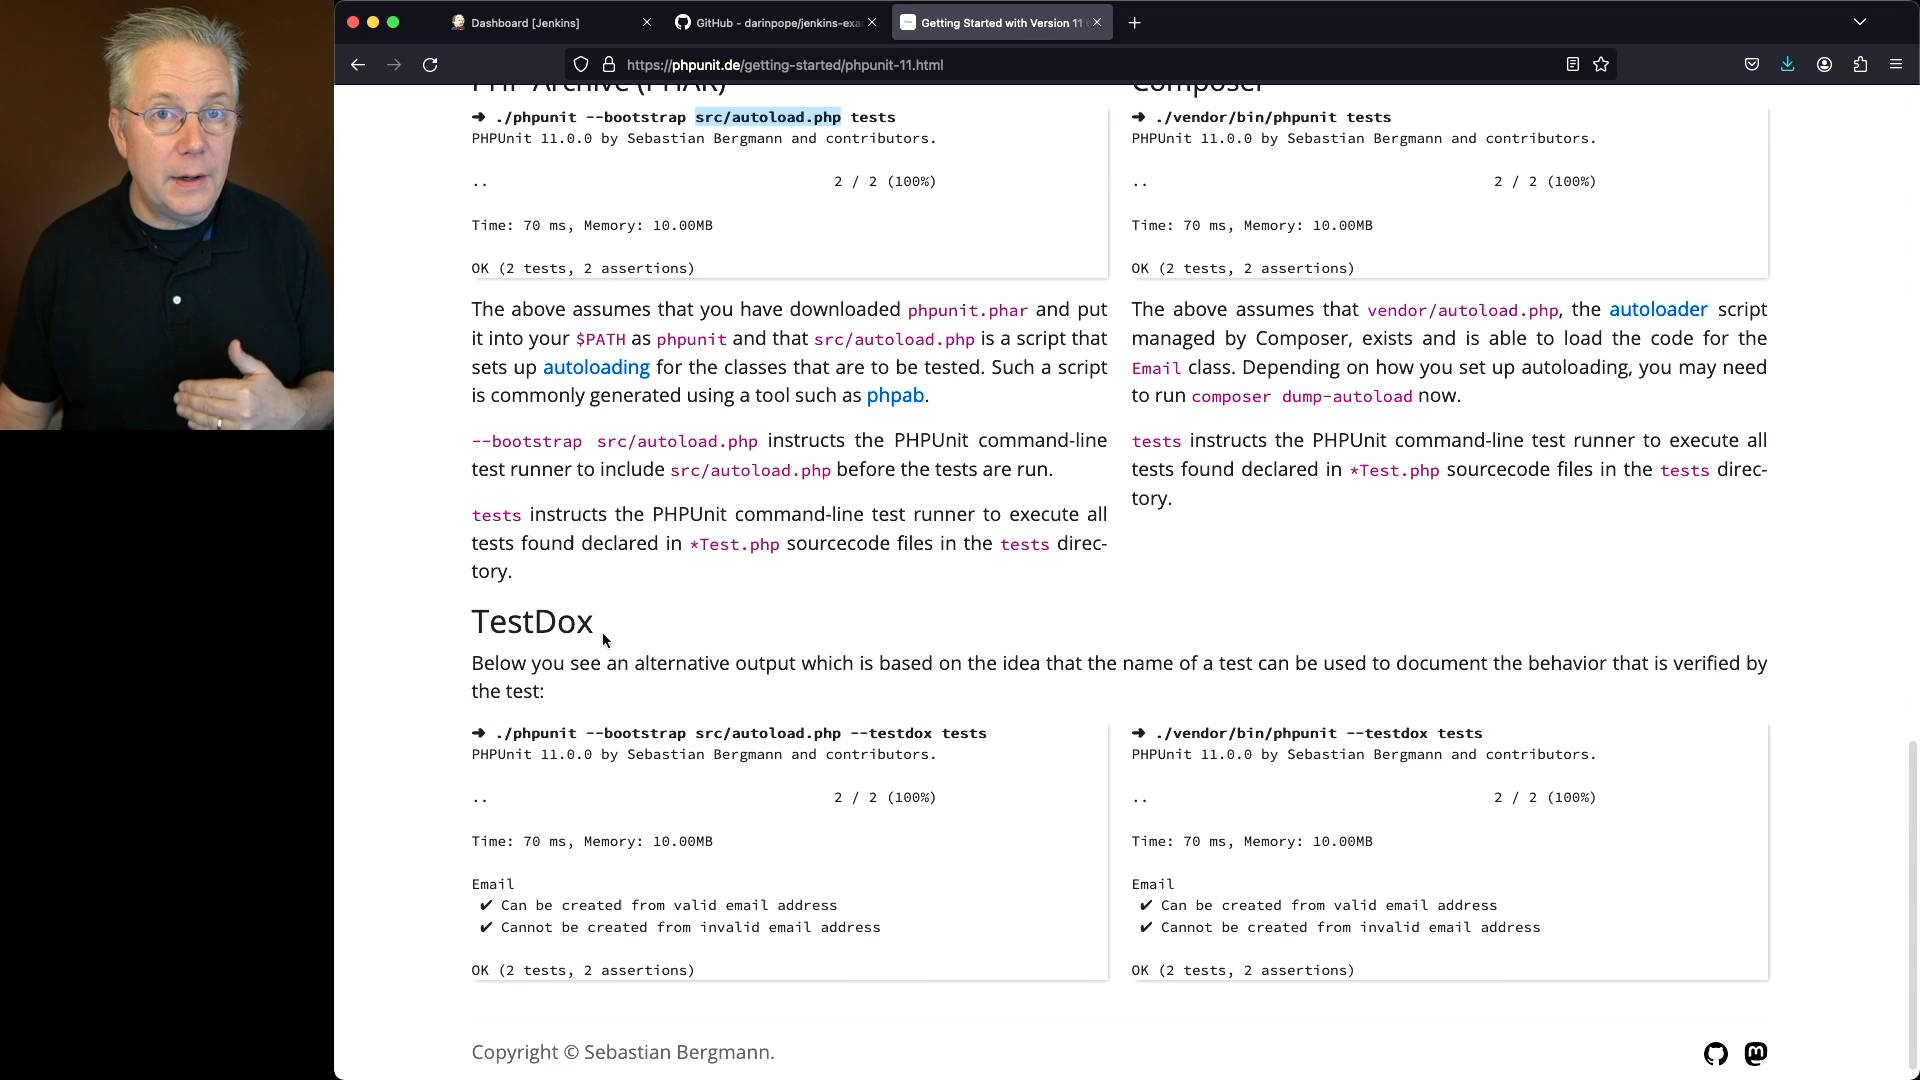 Dashboard [Jenkins]
GitHub - darinpope/jenkins-exa
Getting Started with Version 11
https://phpunit.de/getting-started/phpunit-11.html
PHP Archive (PHAR)
➜ ./phpunit --bootstrap src/autoload.php tests
PHPUnit 11.0.0 by Sebastian Bergmann and contributors.
.. 2 / 2 (100%)
Time: 70 ms, Memory: 10.00MB
OK (2 tests, 2 assertions)
The above assumes that you have downloaded phpunit.phar and put
it into your $PATH as phpunit and that src/autoload.php is a script that
sets up autoloading for the classes that are to be tested. Such a script
is commonly generated using a tool such as phpab.
--bootstrap src/autoload.php instructs the PHPUnit command-line
test runner to include src/autoload.php before the tests are run.
tests instructs the PHPUnit command-line test runner to execute all
tests found declared in *Test.php sourcecode files in the tests direc-
tory.
Composer
➜ ./vendor/bin/phpunit tests
PHPUnit 11.0.0 by Sebastian Bergmann and contributors.
.. 2 / 2 (100%)
Time: 70 ms, Memory: 10.00MB
OK (2 tests, 2 assertions)
The above assumes that vendor/autoload.php, the autoloader script
managed by Composer, exists and is able to load the code for the
Email class. Depending on how you set up autoloading, you may need
to run composer dump-autoload now.
tests instructs the PHPUnit command-line test runner to execute all
tests found declared in *Test.php sourcecode files in the tests direc-
tory.
TestDox
Below you see an alternative output which is based on the idea that the name of a test can be used to document the behavior that is verified by
the test:
➜ ./phpunit --bootstrap src/autoload.php --testdox tests
PHPUnit 11.0.0 by Sebastian Bergmann and contributors.
.. 2 / 2 (100%)
Time: 70 ms, Memory: 10.00MB
Email
✔ Can be created from valid email address
✔ Cannot be created from invalid email address
OK (2 tests, 2 assertions)
➜ ./vendor/bin/phpunit --testdox tests
PHPUnit 11.0.0 by Sebastian Bergmann and contributors.
.. 2 / 2 (100%)
Time: 70 ms, Memory: 10.00MB
Email
✔ Can be created from valid email address
✔ Cannot be created from invalid email address
OK (2 tests, 2 assertions)
Copyright © Sebastian Bergmann.